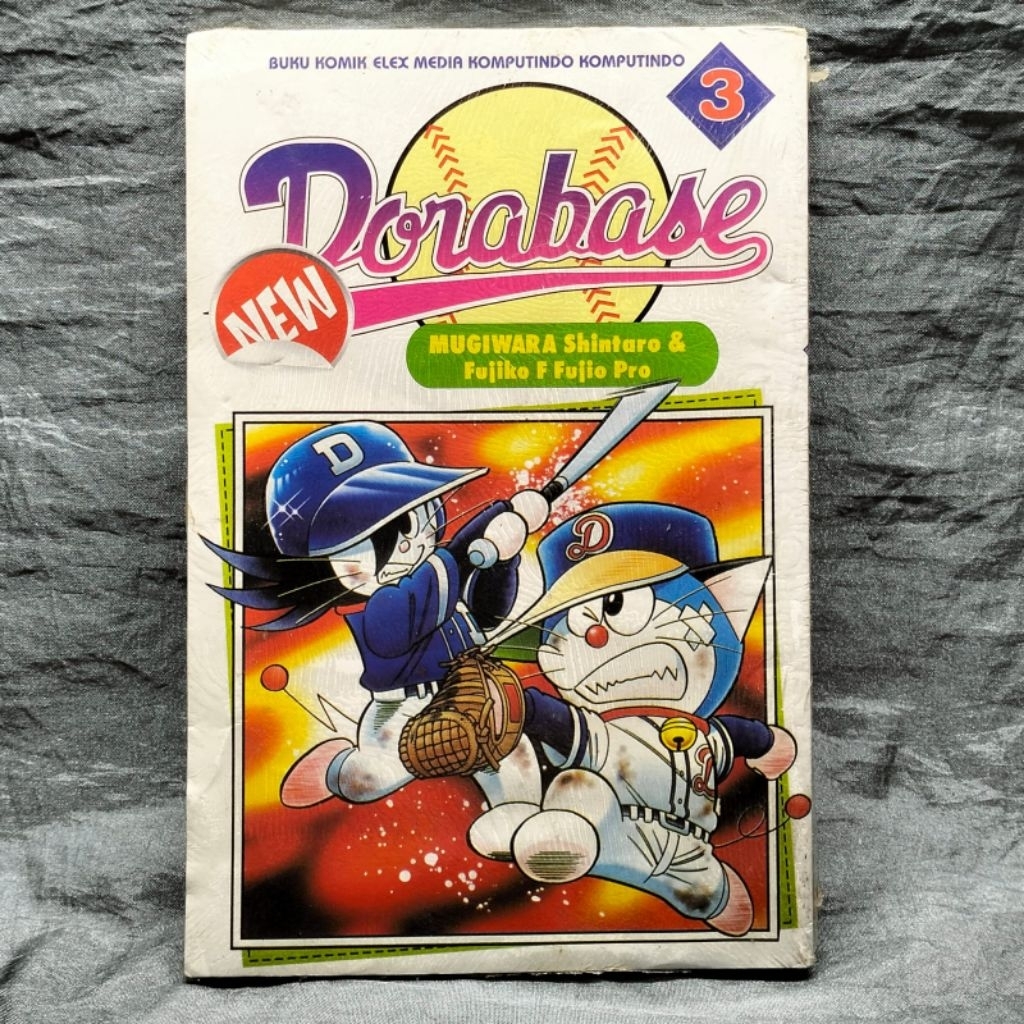 BUKU KOMIK ELEX MEDIA KOMPUTINDO KOMPUTINDO
3
Dorabase
NEW
MUGIWARA Shintaro &
Fujiko F Fujio Pro
D
D
D